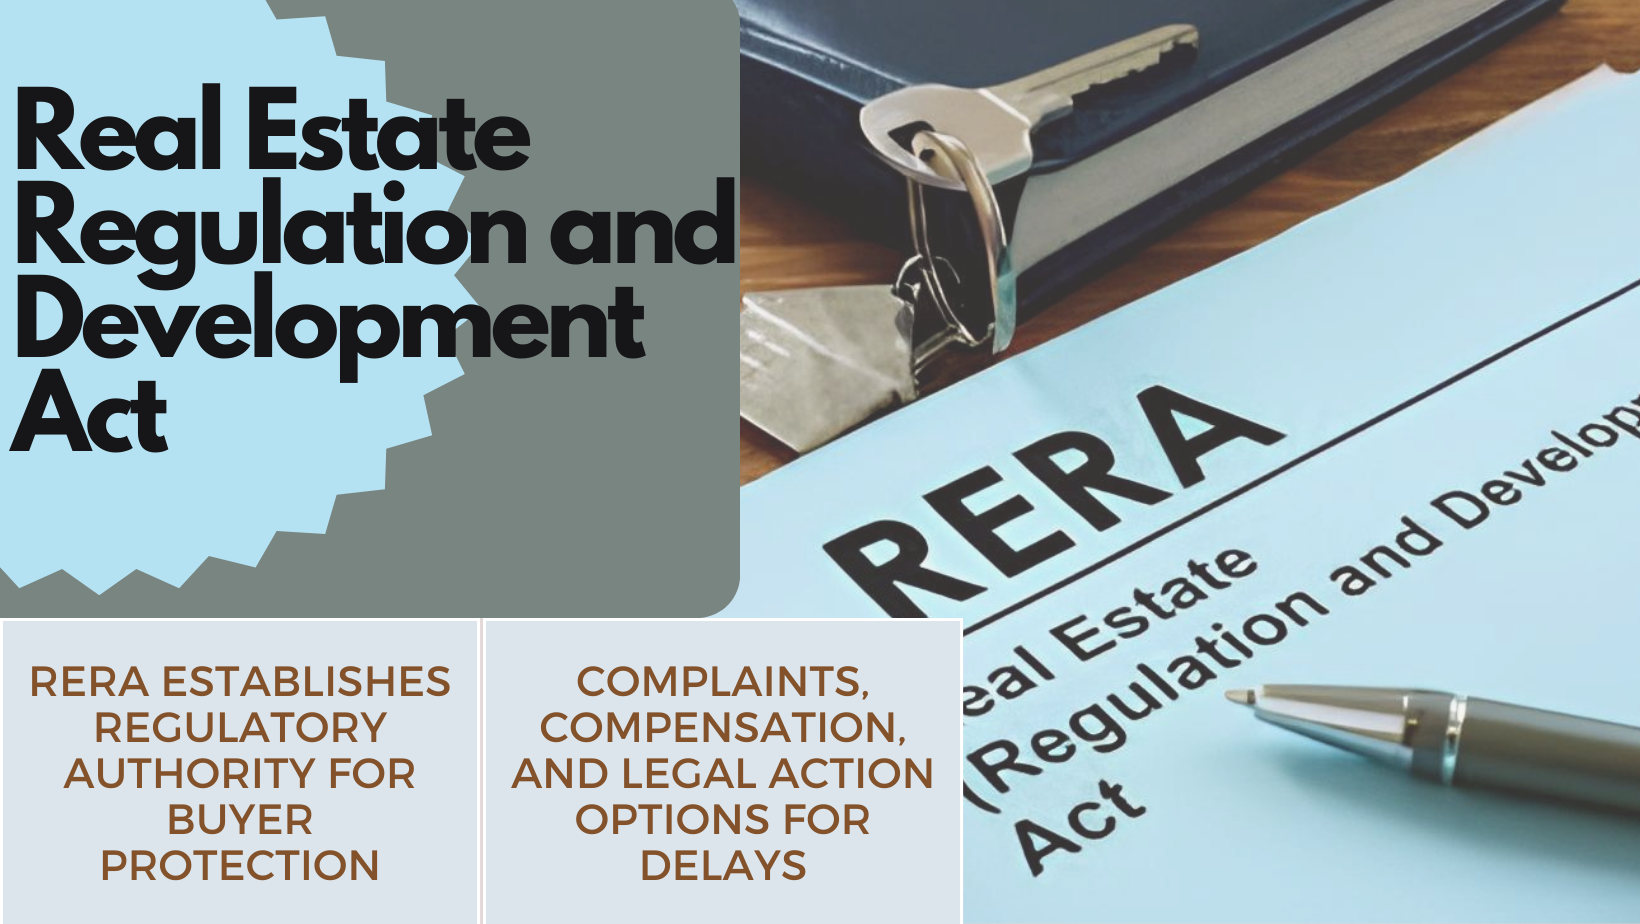 Real Estate
Regulation and
Development
Act
RERA
eal Estate
(Regulation and Develop
Act
RERA ESTABLISHES
REGULATORY
AUTHORITY FOR
BUYER
PROTECTION
COMPLAINTS,
COMPENSATION,
AND LEGAL ACTION
OPTIONS FOR
DELAYS